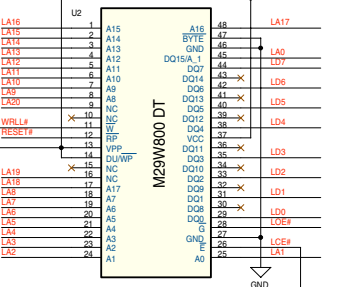 U2
M29W800 DT
LA16 1 A15
LA15 2 A14
LA14 3 A13
LA13 4 A12
LA12 5 A11
LA11 6 A10
LA10 7 A9
LA9 8 A8
LA20 9 NC
10 NC
WRLL# 11 W
RESET# 12 RP
13 VPP
14 DU/WP
15 NC
LA19 16 NC
LA18 17 A17
LA8 18 A7
LA7 19 A6
LA6 20 A5
LA5 21 A4
LA4 22 A3
LA3 23 A2
LA2 24 A1
A16 48 LA17
BYTE 47
GND 46
DQ15/A_1 45 LA0
DQ7 44 LD7
DQ14 43
DQ6 42 LD6
DQ13 41
DQ5 40 LD5
DQ12 39
DQ4 38 LD4
VCC 37
DQ11 36
DQ3 35 LD3
DQ10 34
DQ2 33 LD2
DQ9 32
DQ1 31 LD1
DQ8 30
DQ0 29 LD0
G 28 LOE#
GND 27
E 26 LCE#
A0 25 LA1
GND